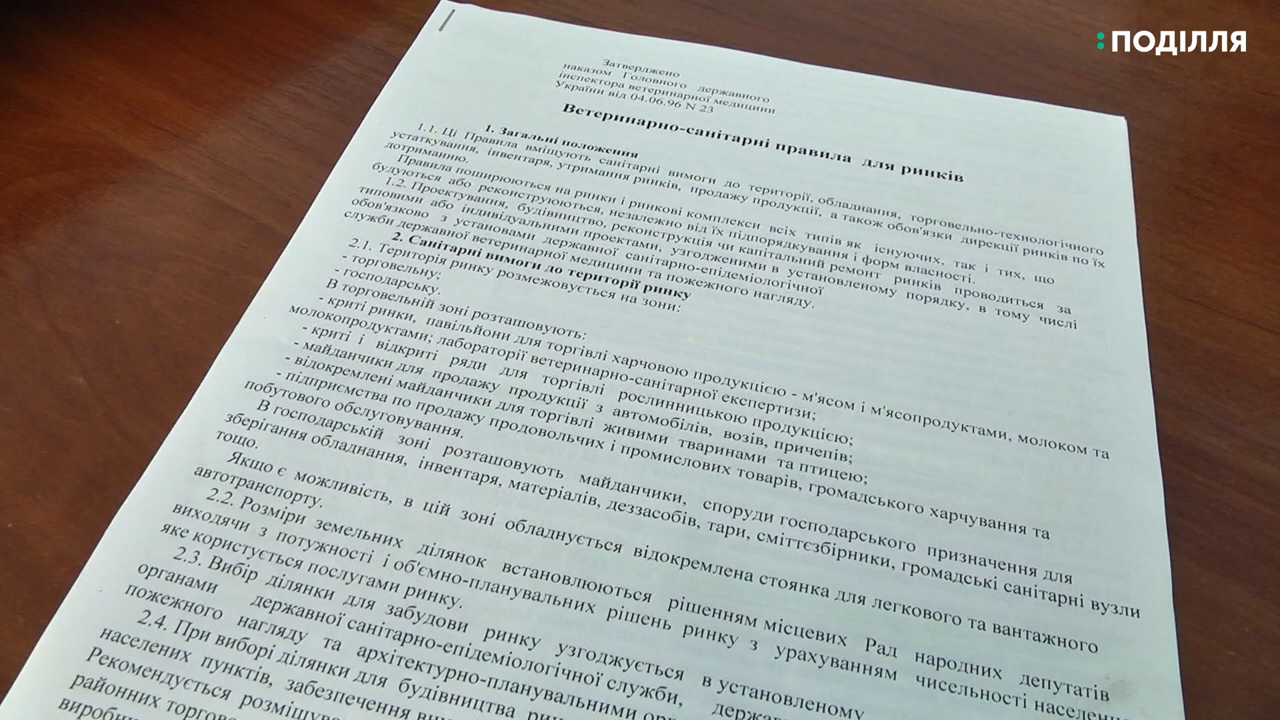 :ПОДІЛЛЯ
Затверджено
наказом Головного державного
інспектора ветеринарної медицини
України від 04.06.96 N 23
Ветеринарно-санітарні правила для ринків
1. Загальні положення
1.1. Ці Правила вміщують санітарні вимоги до території, обладнання, торговельно-технологічного
устаткування, інвентаря, утримання ринків, продажу продукції, а також обов'язки дирекції ринків по їх
дотриманню.
Правила поширюються на ринки і ринкові комплекси всіх типів як існуючих, так і тих, що
будуються або реконструюються, незалежно від їх підпорядкування і форм власності.
1.2. Проектування, будівництво, реконструкція чи капітальний ремонт ринків проводиться за
типовими або індивідуальними проектами, узгодженими в установленому порядку, в тому числі
обов'язково з установами державної санітарно-епідеміологічної
служби державної ветеринарної медицини та пожежного нагляду.
2. Санітарні вимоги до території ринку
2.1. Територія ринку розмежовується на зони:
- торговельну;
- господарську.
В торговельній зоні розташовують:
- криті ринки, павільйони для торгівлі харчовою продукцією - м'ясом і м'ясопродуктами, молоком та
молокопродуктами; лабораторії ветеринарно-санітарної експертизи;
- криті і відкриті ряди для торгівлі рослинницькою продукцією;
- майданчики для продажу продукції з автомобілів, возів, причепів;
- відокремлені майданчики для торгівлі живими тваринами та птицею;
- підприємства по продажу продовольчих і промислових товарів, громадського харчування та
побутового обслуговування.
В господарській зоні розташовують майданчики, споруди господарського призначення для
зберігання обладнання, інвентаря, матеріалів, деззасобів, тари, сміттєзбірники, громадські санітарні вузли
тощо.
Якщо є можливість, в цій зоні обладнується відокремлена стоянка для легкового та вантажного
автотранспорту.
2.2. Розміри земельних ділянок встановлюються рішенням місцевих Рад народних депутатів
виходячи з потужності і об'ємно-планувальних рішень ринку з урахуванням чисельності населення
яке користується послугами ринку.
2.3. Вибір ділянки для забудови ринку узгоджується в установленому
органами державної санітарно-епідеміологічної служби,
пожежного нагляду та архітектурно-планувальними
2.4. При виборі ділянки для будівництва
населених пунктів, забезпечення
Рекомендується
районних